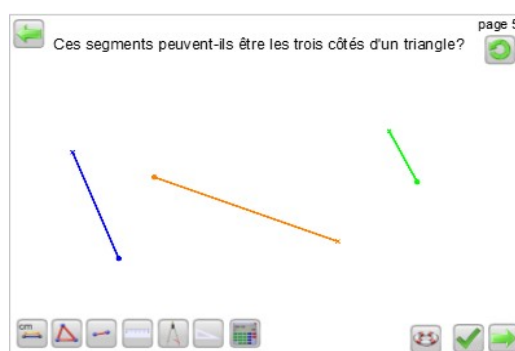 page 5
Ces segments peuvent-ils être les trois côtés d'un triangle?
cm